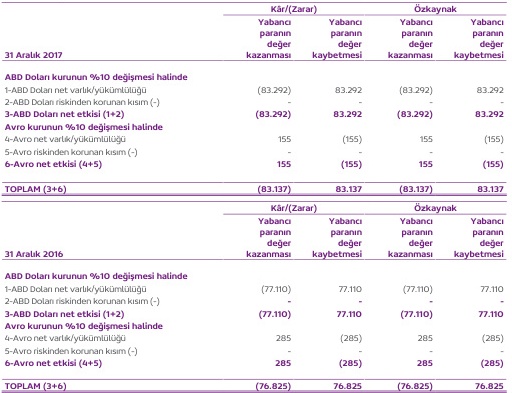 Kâr/(Zarar) Özkaynak
Yabancı Yabancı Yabancı Yabancı
paranın paranın paranın paranın
değer değer değer değer
31 Aralık 2017 kazanması kaybetmesi kazanması kaybetmesi
ABD Doları kurunun %10 değişmesi halinde
1-ABD Doları net varlık/yükümlülüğü (83.292) 83.292 (83.292) 83.292
2-ABD Doları riskinden korunan kısım (-) - - - -
3-ABD Doları net etkisi (1+2) (83.292) 83.292 (83.292) 83.292
Avro kurunun %10 değişmesi halinde
4-Avro net varlık/yükümlülüğü 155 (155) 155 (155)
5-Avro riskinden korunan kısım (-) - - - -
6-Avro net etkisi (4+5) 155 (155) 155 (155)
TOPLAM (3+6) (83.137) 83.137 (83.137) 83.137
Kâr/(Zarar) Özkaynak
Yabancı Yabancı Yabancı Yabancı
paranın paranın paranın paranın
değer değer değer değer
31 Aralık 2016 kazanması kaybetmesi kazanması kaybetmesi
ABD Doları kurunun %10 değişmesi halinde
1-ABD Doları net varlık/yükümlülüğü (77.110) 77.110 (77.110) 77.110
2-ABD Doları riskinden korunan kısım (-) - - - -
3-ABD Doları net etkisi (1+2) (77.110) 77.110 (77.110) 77.110
Avro kurunun %10 değişmesi halinde
4-Avro net varlık/yükümlülüğü 285 (285) 285 (285)
5-Avro riskinden korunan kısım (-) - - - -
6-Avro net etkisi (4+5) 285 (285) 285 (285)
TOPLAM (3+6) (76.825) 76.825 (76.825) 76.825